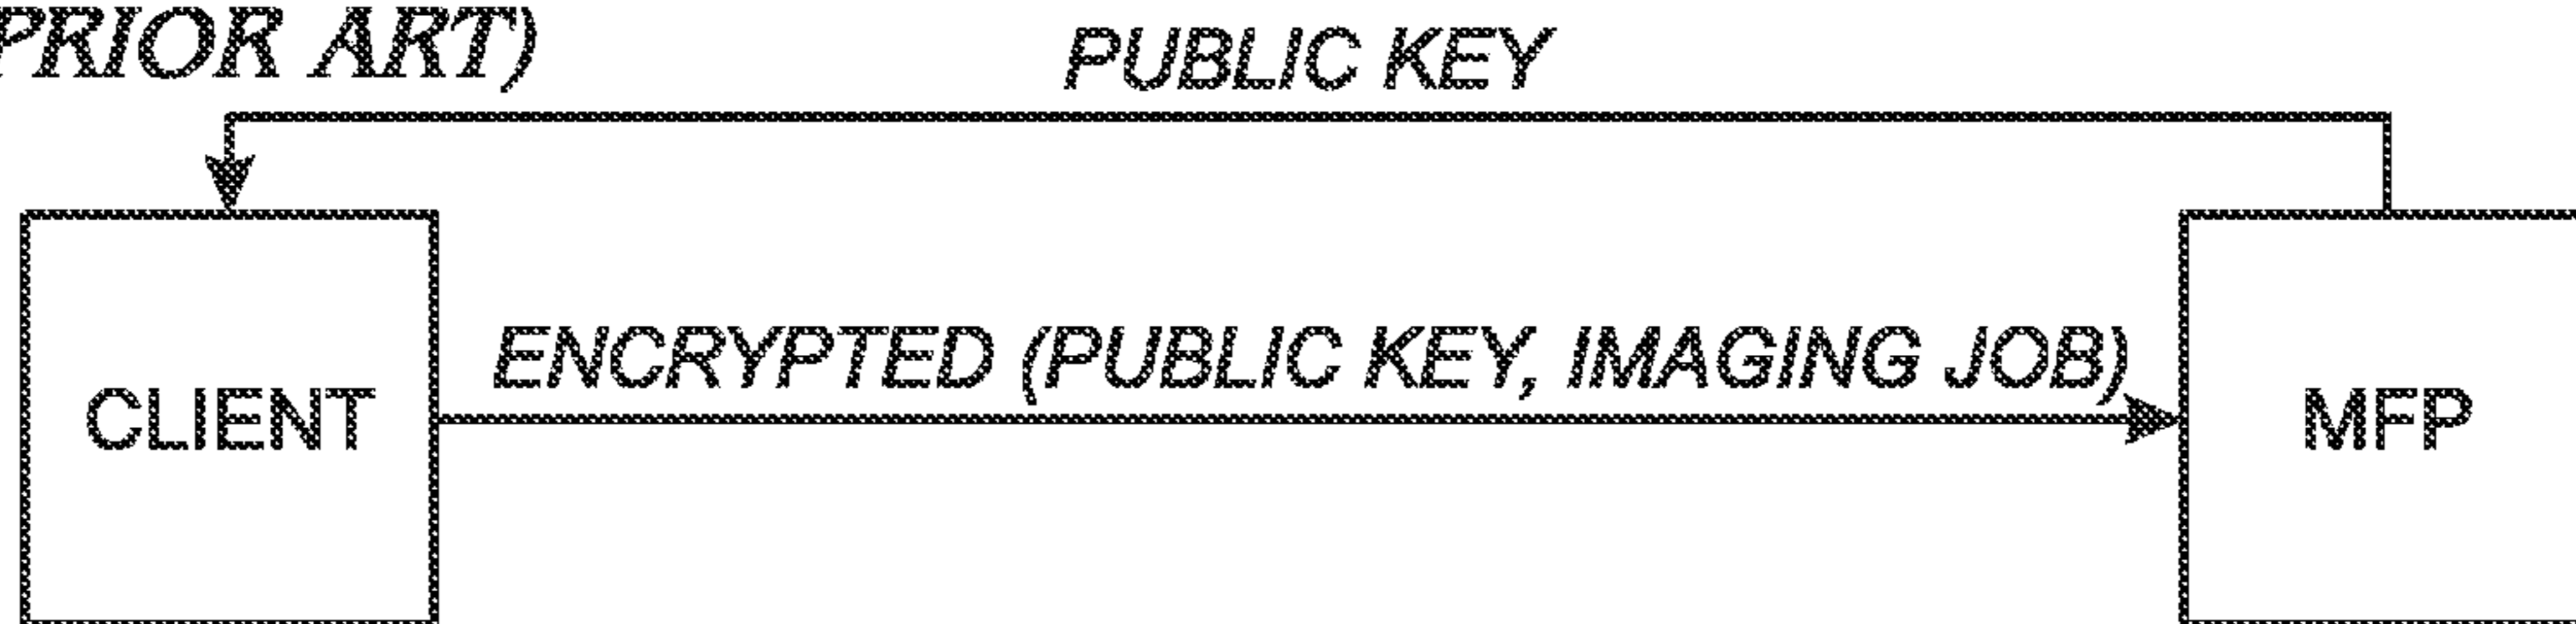 PRIOR ART)
PUBLIC KEY
ENCRYPTED (PUBLIC KEY, IMAGING JOB)
CLIENT
MFP